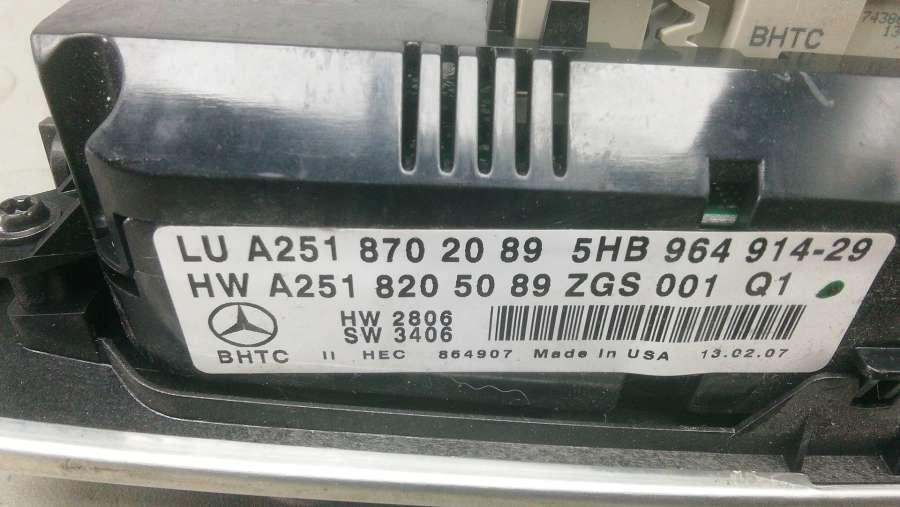 BHTC
LU A251 870 20 89 5HB 964 914-29
HW A251 820 50 89 ZGS 001 Q1
HW 2806
SW 3406
BHTC II HEC 864907 Made in USA 13.02.07